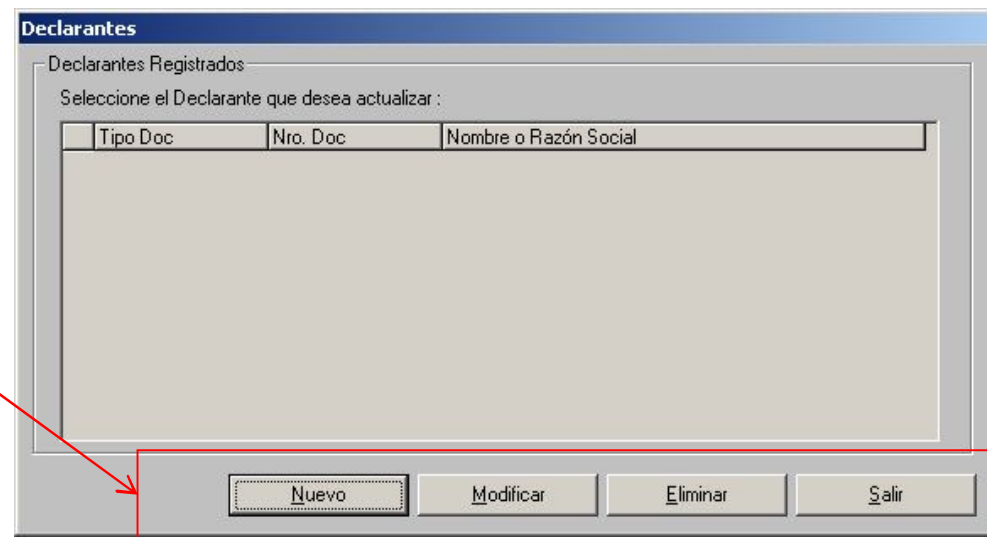 Declarantes
Declarantes Registrados
Seleccione el Declarante que desea actualizar :
Tipo Doc Nro. Doc Nombre o Razón Social
Nuevo Modificar Eliminar Salir